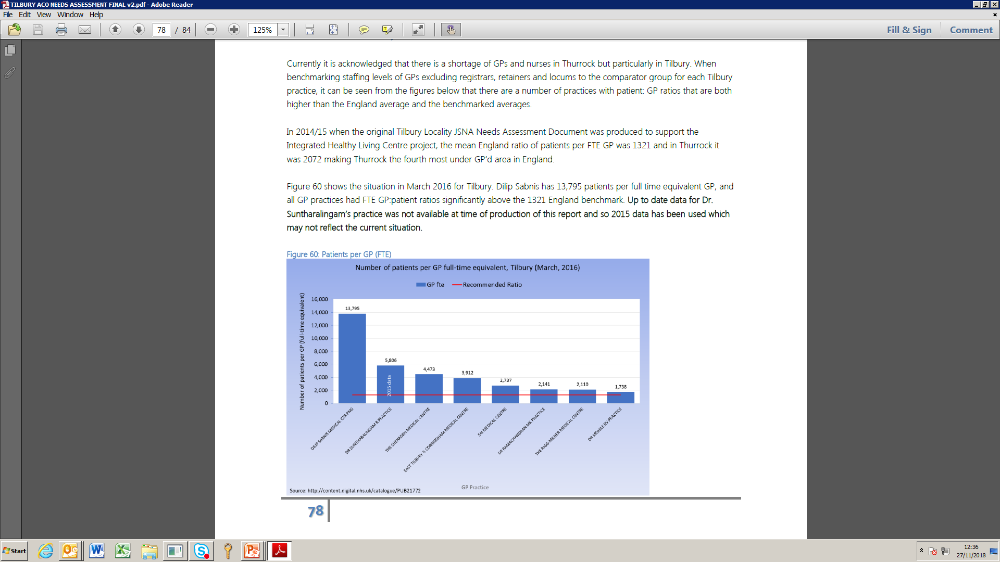 TILBURY ACO NEEDS ASSESSMENT FINAL v2.pdf - Adobe Reader
File Edit View Window Help
78 / 84 125% Fill & Sign Comment
Currently it is acknowledged that there is a shortage of GPs and nurses in Thurrock but particularly in Tilbury. When
benchmarking staffing levels of GPs excluding registrars, retainers and locums to the comparator group for each Tilbury
practice, it can be seen from the figures below that there are a number of practices with patient: GP ratios that are both
higher than the England average and the benchmarked averages.
In 2014/15 when the original Tilbury Locality JSNA Needs Assessment Document was produced to support the
Integrated Healthy Living Centre project, the mean England ratio of patients per FTE GP was 1321 and in Thurrock it
was 2072 making Thurrock the fourth most under GP'd area in England.
Figure 60 shows the situation in March 2016 for Tilbury. Dilip Sabnis has 13,795 patients per full time equivalent GP, and
all GP practices had FTE GP:patient ratios significantly above the 1321 England benchmark. Up to date data for Dr.
Suntharalingam's practice was not available at time of production of this report and so 2015 data has been used which
may not reflect the current situation.
Figure 60: Patients per GP (FTE)
Number of patients per GP full-time equivalent, Tilbury (March, 2016)
GP fte Recommended Ratio
Number of patients per GP (full-time equivalent)
16,000
14,000
12,000
10,000
8,000
6,000
4,000
2,000
0
13,795
5,806
4,473
3,912
2,737
2,141
2,110
1,738
2015 data
DILIP SABNIS MEDICAL CTR PMS
DR SUNTHARALINGAM R PRACTICE
THE SHEHADEH MEDICAL CENTRE
EAST TILBURY & CORRINGHAM MEDICAL CENTRE
SAI MEDICAL CENTRE
DR RAMACHANDRAN MK PRACTICE
THE RIGG-MILNER MEDICAL CENTRE
DR MOHILE RV PRACTICE
GP Practice
Source: http://content.digital.nhs.uk/catalogue/PUB21772
78
Start
12:36
27/11/2018